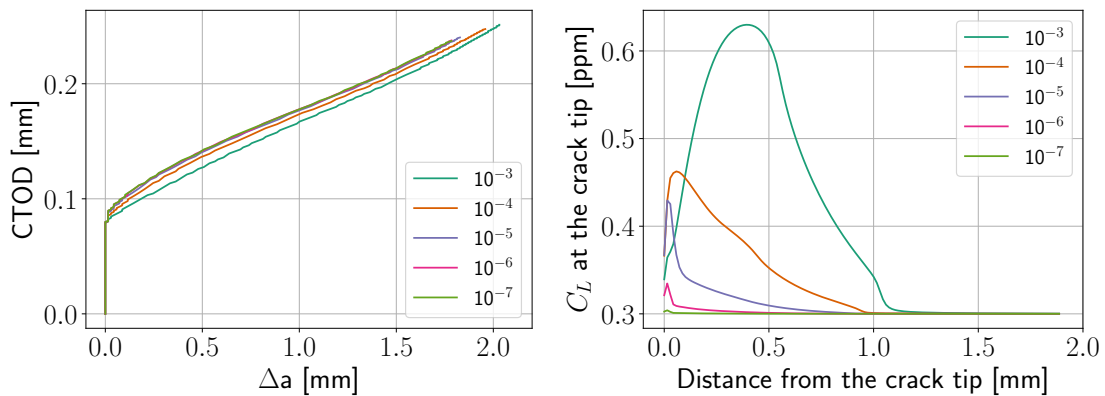 CTOD [mm]
0.2
0.1
0.0
10⁻³
10⁻⁴
10⁻⁵
10⁻⁶
10⁻⁷
0.0 0.5 1.0 1.5 2.0
Δa [mm]
C_L at the crack tip [ppm]
0.6
0.5
0.4
0.3
10⁻³
10⁻⁴
10⁻⁵
10⁻⁶
10⁻⁷
0.0 0.5 1.0 1.5 2.0
Distance from the crack tip [mm]